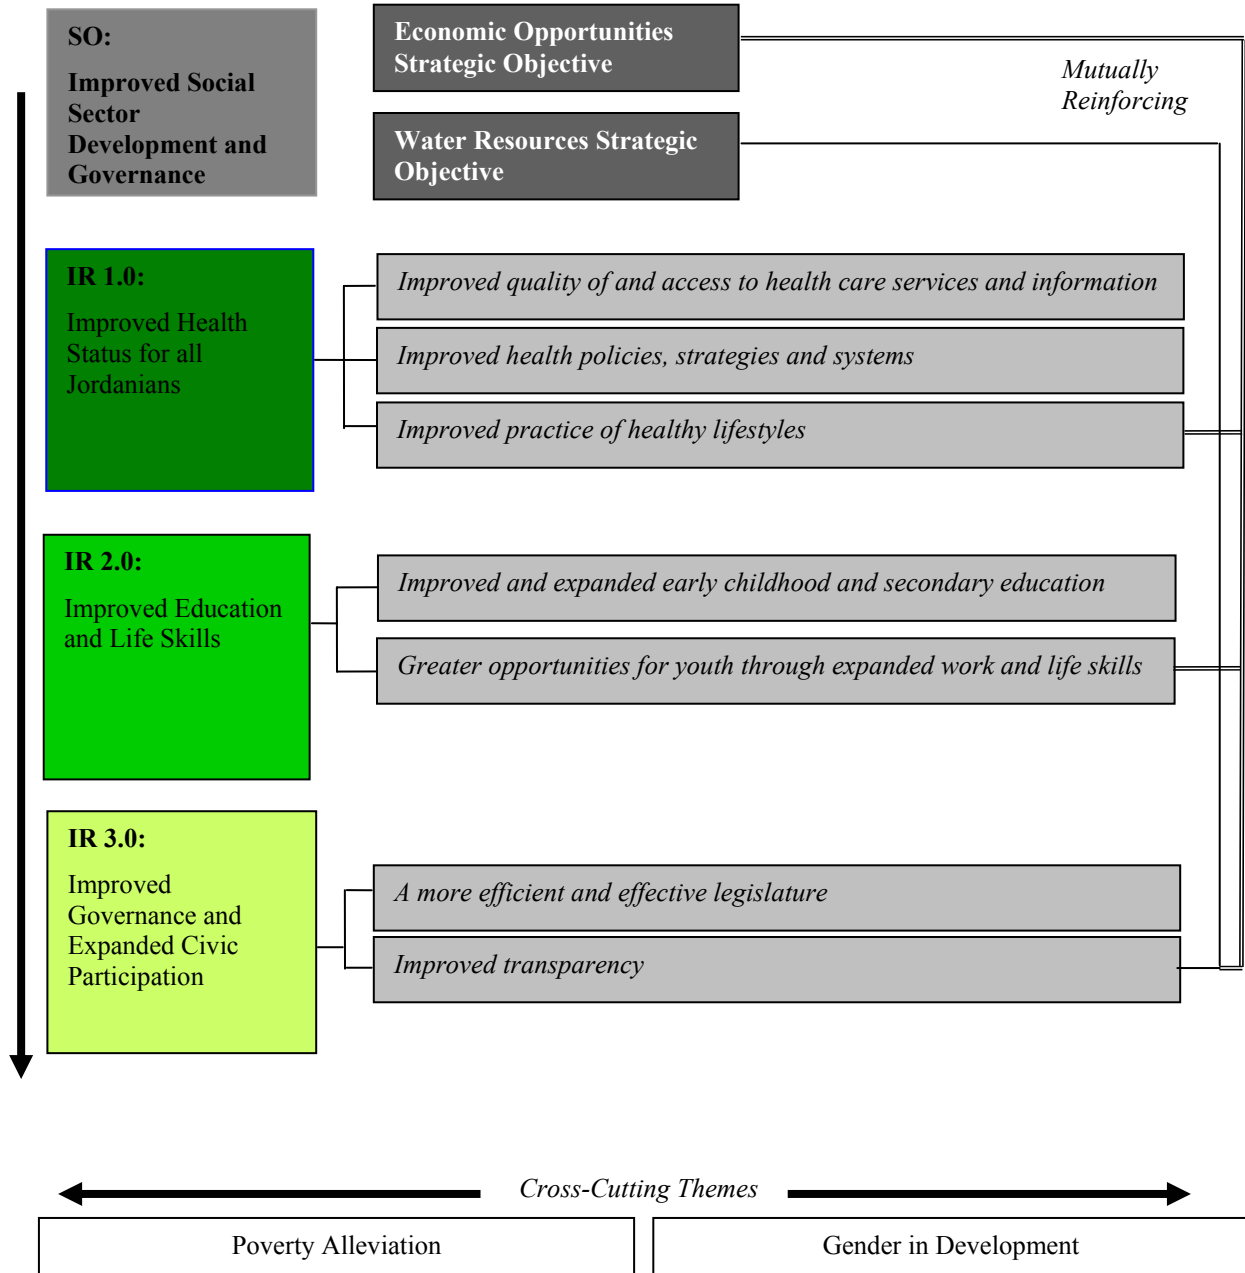 SO:
Improved Social
Sector
Development and
Governance
Economic Opportunities
Strategic Objective
Mutually
Reinforcing
Water Resources Strategic
Objective
IR 1.0:
Improved Health
Status for all
Jordanians
Improved quality of and access to health care services and information
Improved health policies, strategies and systems
Improved practice of healthy lifestyles
IR 2.0:
Improved Education
and Life Skills
Improved and expanded early childhood and secondary education
Greater opportunities for youth through expanded work and life skills
IR 3.0:
Improved
Governance and
Expanded Civic
Participation
A more efficient and effective legislature
Improved transparency
Cross-Cutting Themes
Poverty Alleviation
Gender in Development